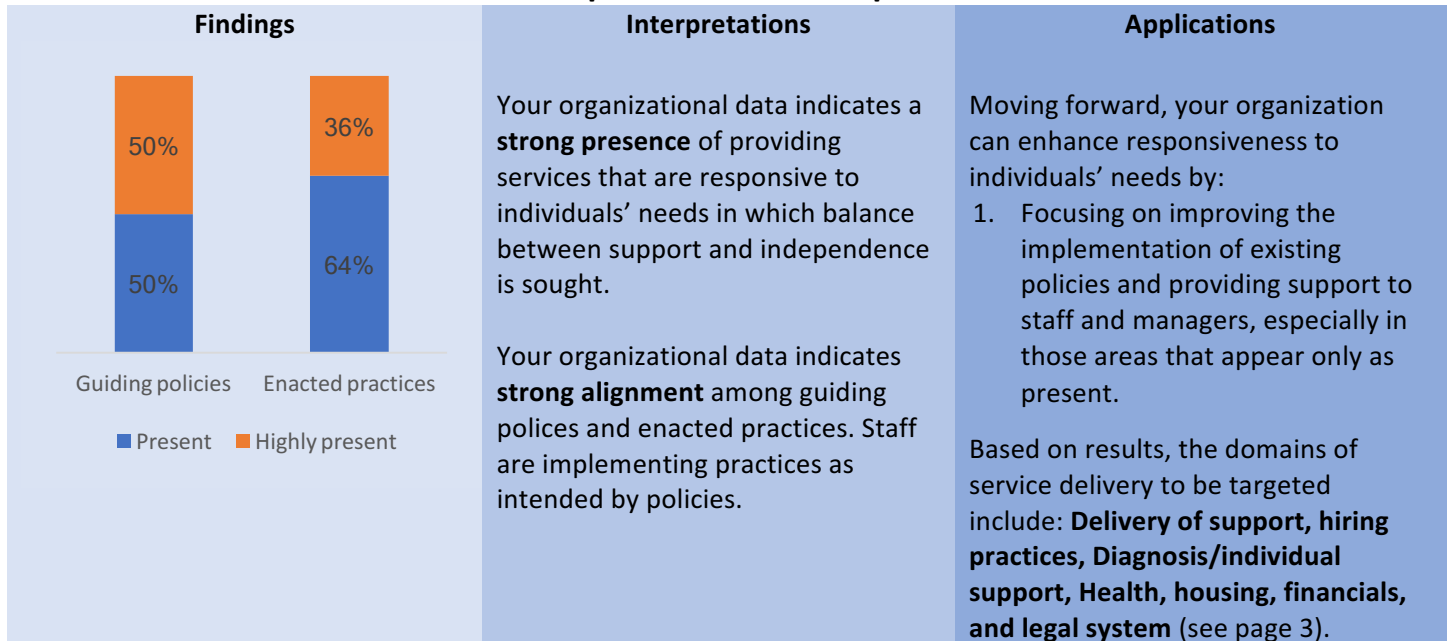 Findings
50%
36%
50%
64%
Guiding policies Enacted practices
Present Highly present
Interpretations
Your organizational data indicates a
strong presence of providing
services that are responsive to
individuals’ needs in which balance
between support and independence
is sought.
Your organizational data indicates
strong alignment among guiding
polices and enacted practices. Staff
are implementing practices as
intended by policies.
Applications
Moving forward, your organization
can enhance responsiveness to
individuals’ needs by:
1. Focusing on improving the
implementation of existing
policies and providing support to
staff and managers, especially in
those areas that appear only as
present.
Based on results, the domains of
service delivery to be targeted
include: Delivery of support, hiring
practices, Diagnosis/individual
support, Health, housing, financials,
and legal system (see page 3).